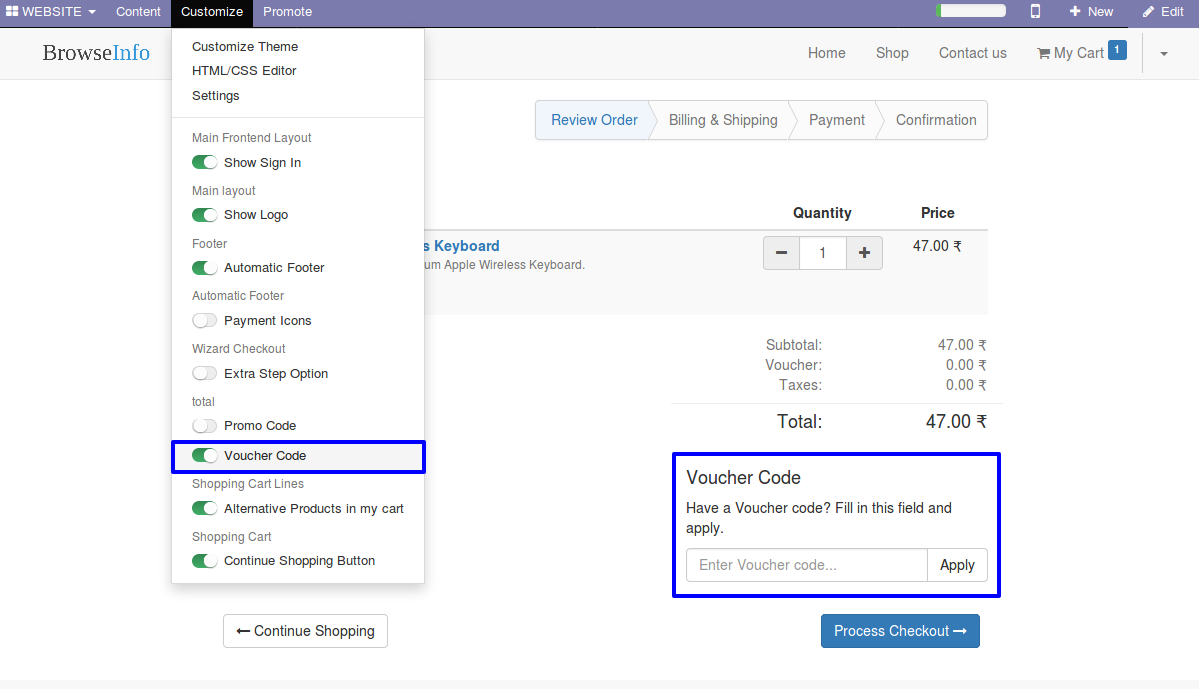 WEBSITE Content Customize Promote New Edit
BrowseInfo Home Shop Contact us My Cart 1
Customize Theme
HTML/CSS Editor
Settings
Main Frontend Layout
Show Sign In
Main layout
Show Logo
Footer
Automatic Footer
Automatic Footer
Payment Icons
Wizard Checkout
Extra Step Option
total
Promo Code
Voucher Code
Shopping Cart Lines
Alternative Products in my cart
Shopping Cart
Continue Shopping Button
Review Order Billing & Shipping Payment Confirmation
Quantity Price
s Keyboard 1 47.00 ₹
um Apple Wireless Keyboard.
Subtotal: 47.00 ₹
Voucher: 0.00 ₹
Taxes: 0.00 ₹
Total: 47.00 ₹
Voucher Code
Have a Voucher code? Fill in this field and
apply.
Enter Voucher code... Apply
← Continue Shopping Process Checkout →